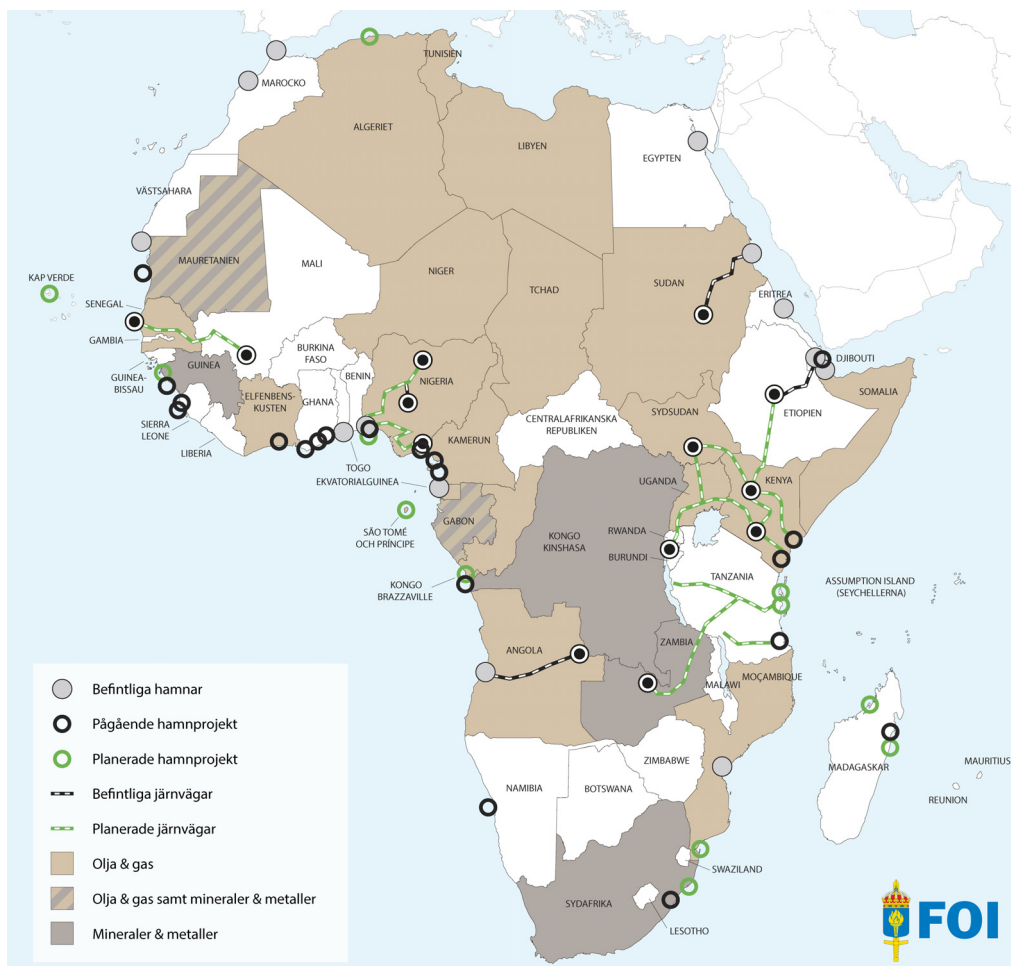 TUNISIEN
MAROCKO
ALGERIET
LIBYEN
EGYPTEN
VÄSTSAHARA
MAURETANIEN
MALI
NIGER
TCHAD
SUDAN
ERITREA
KAP VERDE
SENEGAL
GAMBIA
GUINEA-
BISSAU
GUINEA
SIERRA
LEONE
LIBERIA
ELFENBENS-
KUSTEN
BURKINA
FASO
GHANA
BENIN
TOGO
NIGERIA
KAMERUN
EKVATORIALGUINEA
CENTRALAFRIKANSKA
REPUBLIKEN
SYDSUDAN
ETIOPIEN
DJIBOUTI
SOMALIA
SÃO TOMÉ
OCH PRÍNCIPE
GABON
KONGO
BRAZZAVILLE
KONGO
KINSHASA
UGANDA
KENYA
RWANDA
BURUNDI
TANZANIA
ASSUMPTION ISLAND
(SEYCHELLERNA)
ANGOLA
ZAMBIA
MALAWI
MOÇAMBIQUE
ZIMBABWE
NAMIBIA
BOTSWANA
MADAGASKAR
MAURITIUS
REUNION
SWAZILAND
SYDAFRIKA
LESOTHO
Befintliga hamnar
Pågående hamnprojekt
Planerade hamnprojekt
Befintliga järnvägar
Planerade järnvägar
Olja & gas
Olja & gas samt mineraler & metaller
Mineraler & metaller
FOI